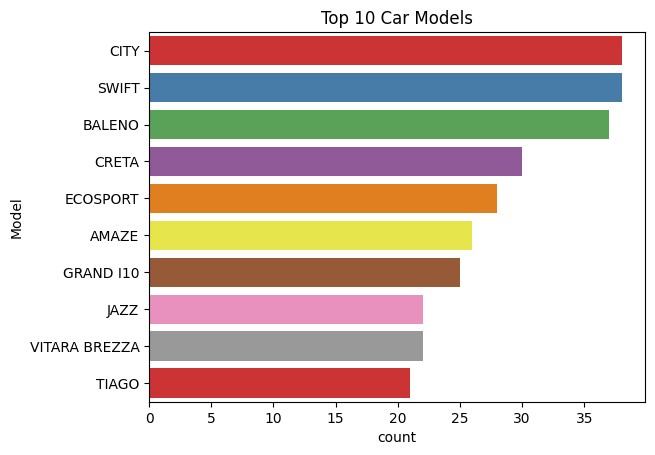 Top 10 Car Models
Model
CITY
SWIFT
BALENO
CRETA
ECOSPORT
AMAZE
GRAND I10
JAZZ
VITARA BREZZA
TIAGO
0 5 10 15 20 25 30 35
count